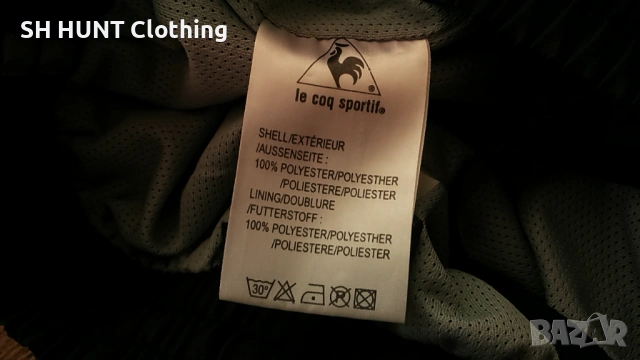 SH HUNT Clothing
le coq sportif®
SHELL/EXTÉRIEUR
/AUSSENSEITE :
100% POLYESTER/POLYESTHER
/POLIESTERE/POLIESTER
LINING/DOUBLURE
/FUTTERSTOFF :
100% POLYESTER/POLYESTHER
/POLIESTERE/POLIESTER
30°
BAZAR